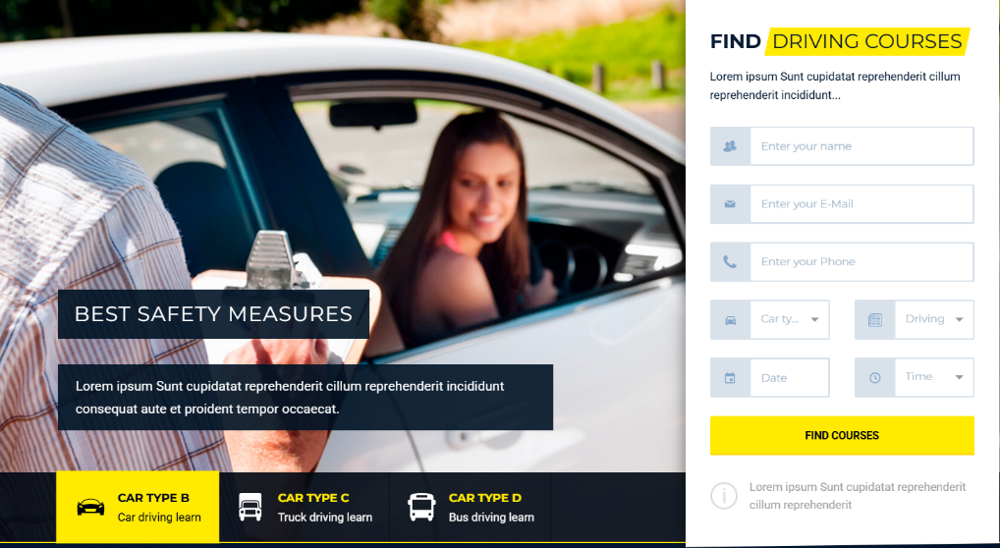 FIND DRIVING COURSES
Lorem ipsum Sunt cupidatat reprehenderit cillum
reprehenderit incididunt...
Enter your name
Enter your E-Mail
Enter your Phone
Car ty...
Driving
Date
Time
FIND COURSES
Lorem ipsum Sunt cupidatat reprehenderit
cillum reprehenderit
BEST SAFETY MEASURES
Lorem ipsum Sunt cupidatat reprehenderit cillum reprehenderit incididunt
consequat aute et proident tempor occaecat.
CAR TYPE B
Car driving learn
CAR TYPE C
Truck driving learn
CAR TYPE D
Bus driving learn